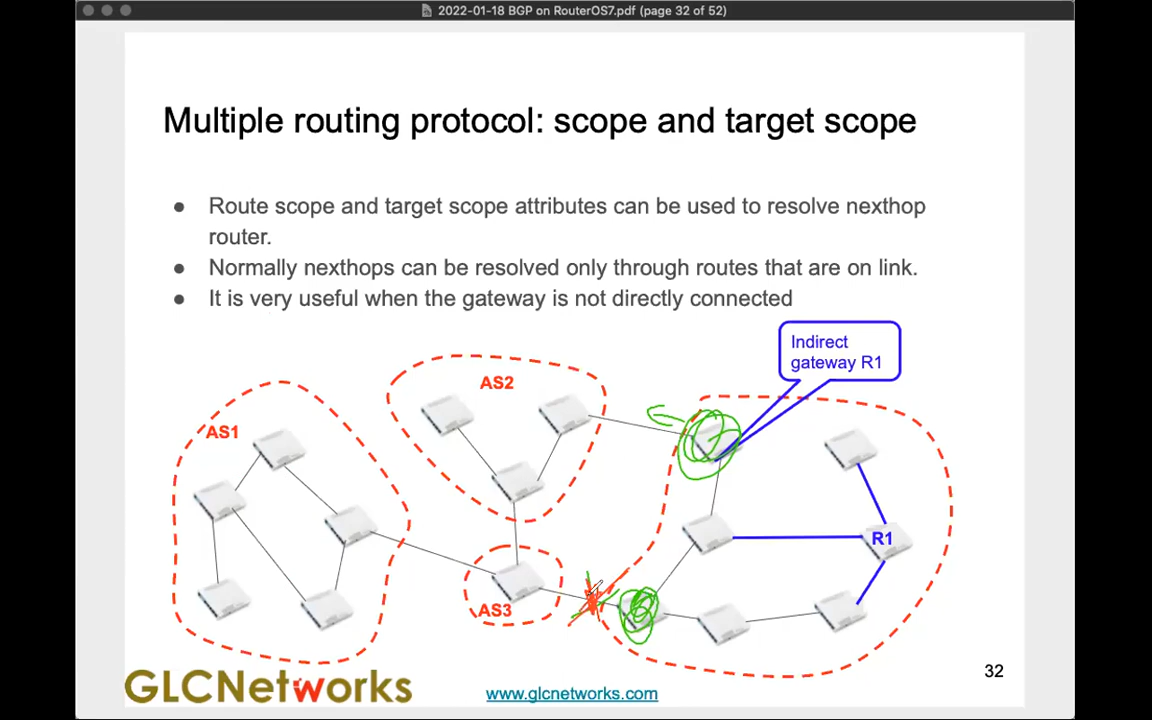 2022-01-18 BGP on RouterOS7.pdf (page 32 of 52)
Multiple routing protocol: scope and target scope
● Route scope and target scope attributes can be used to resolve nexthop
router.
● Normally nexthops can be resolved only through routes that are on link.
● It is very useful when the gateway is not directly connected
Indirect
gateway R1
AS2
AS1
R1
AS3
32
GLCNetworks
www.glcnetworks.com